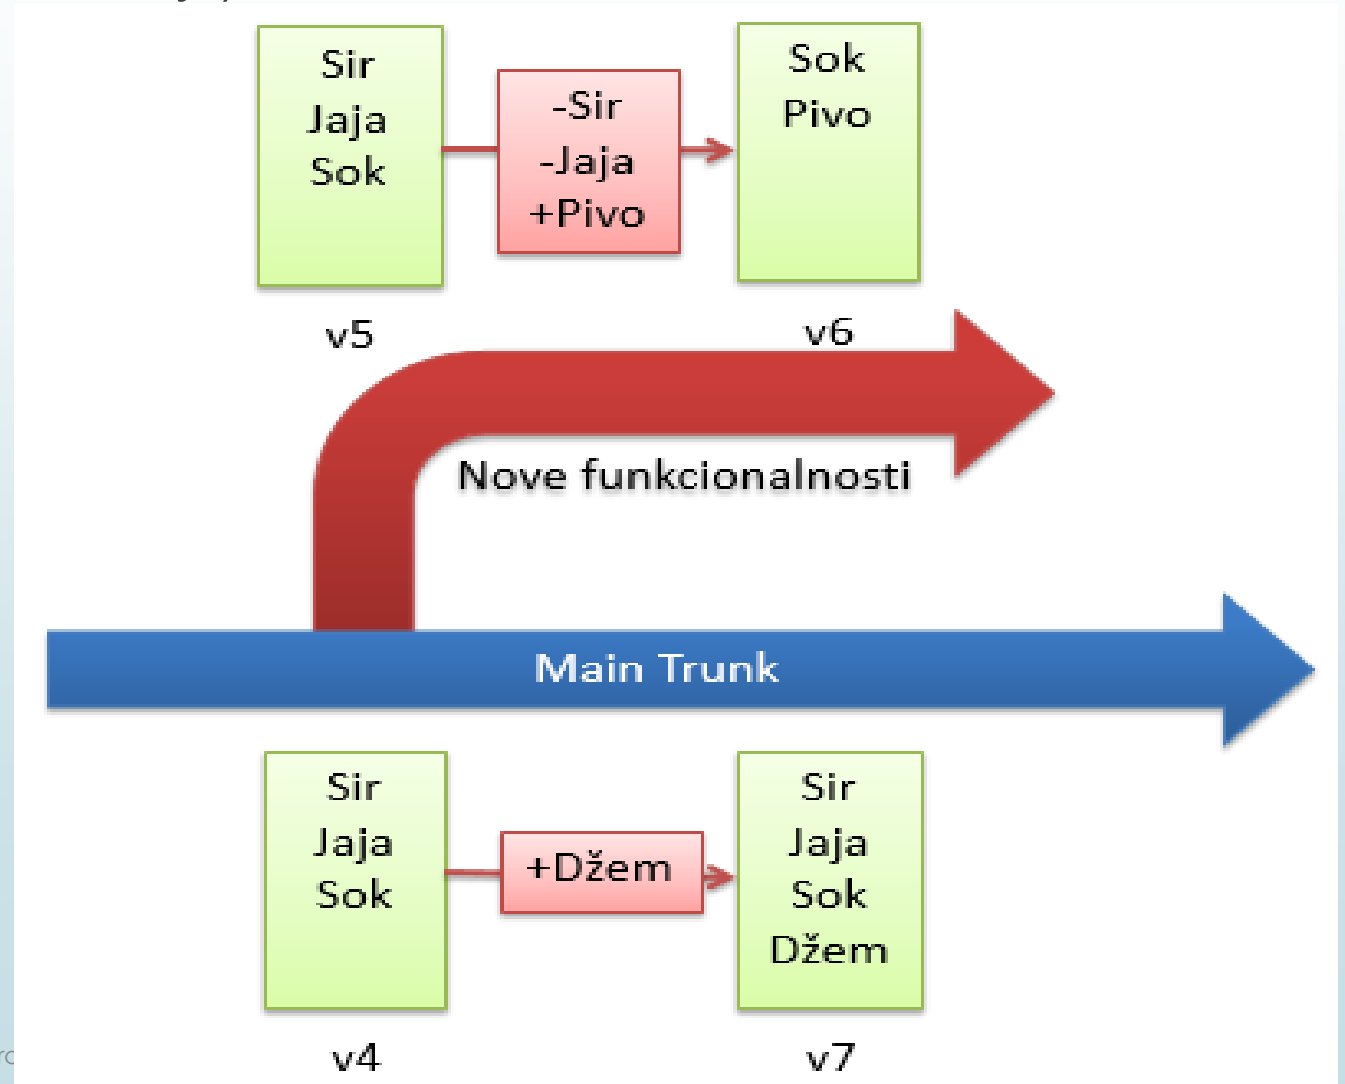 Sir
Jaja
Sok
-Sir
-Jaja
+Pivo
Sok
Pivo
v5
v6
Nove funkcionalnosti
Main Trunk
Sir
Jaja
Sok
+Džem
Sir
Jaja
Sok
Džem
v4
v7